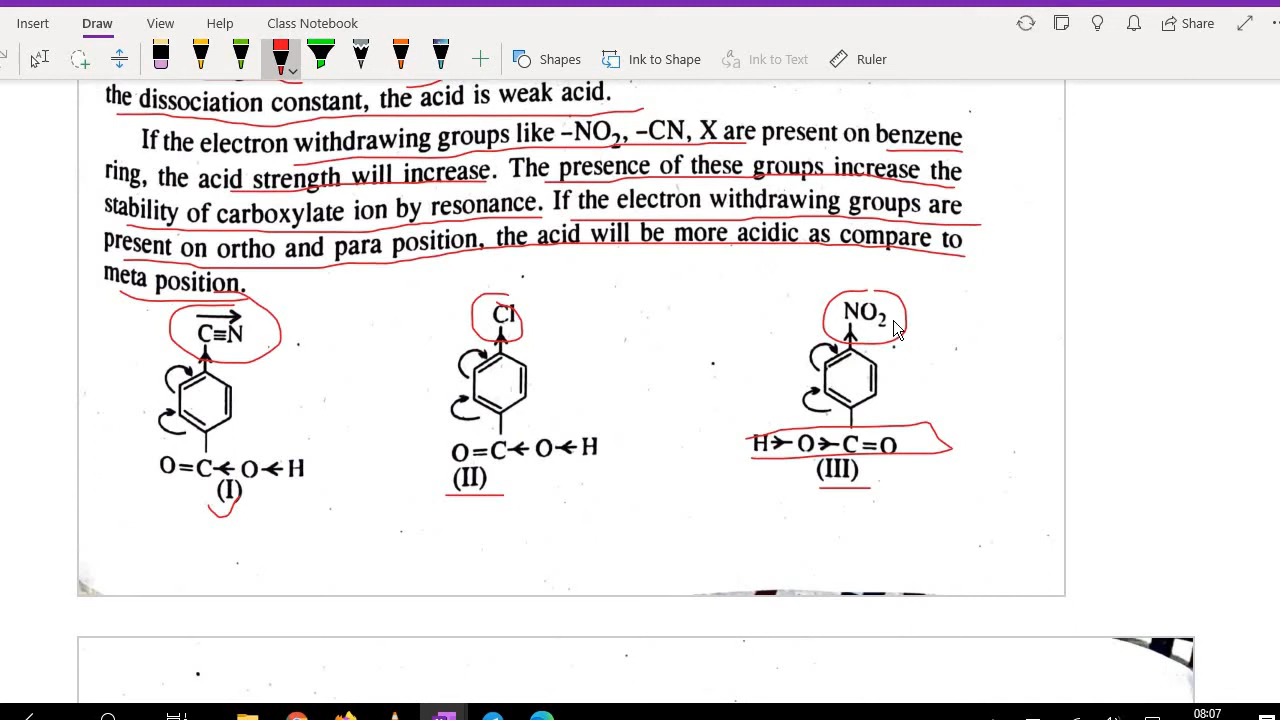 Insert Draw View Help Class Notebook Share
Shapes Ink to Shape Ink to Text Ruler
the dissociation constant, the acid is weak acid.
If the electron withdrawing groups like –NO₂, –CN, X are present on benzene
ring, the acid strength will increase. The presence of these groups increase the
stability of carboxylate ion by resonance. If the electron withdrawing groups are
present on ortho and para position, the acid will be more acidic as compare to
meta position.
C≡N Cl NO₂
O=C←O←H O=C←O←H H→O→C=O
(I) (II) (III)
08:07